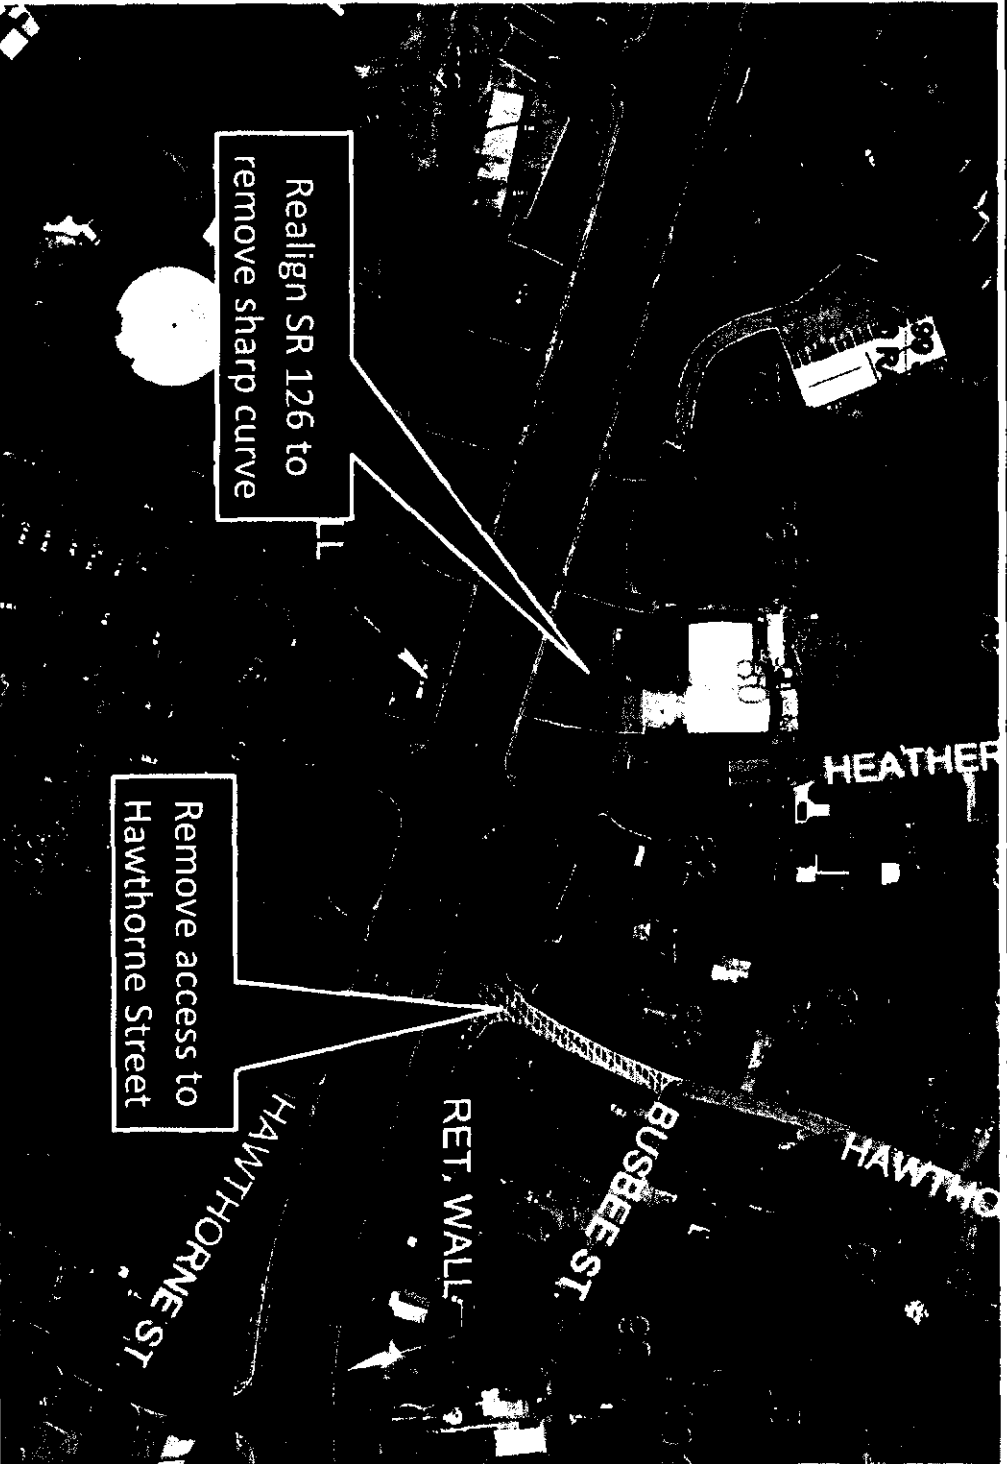 Realign SR 126 to
remove sharp curve
LL
HEATHER
Remove access to
Hawthorne Street
HAWTHO
BUSBEE ST.
RET. WALL
HAWTHORNE ST